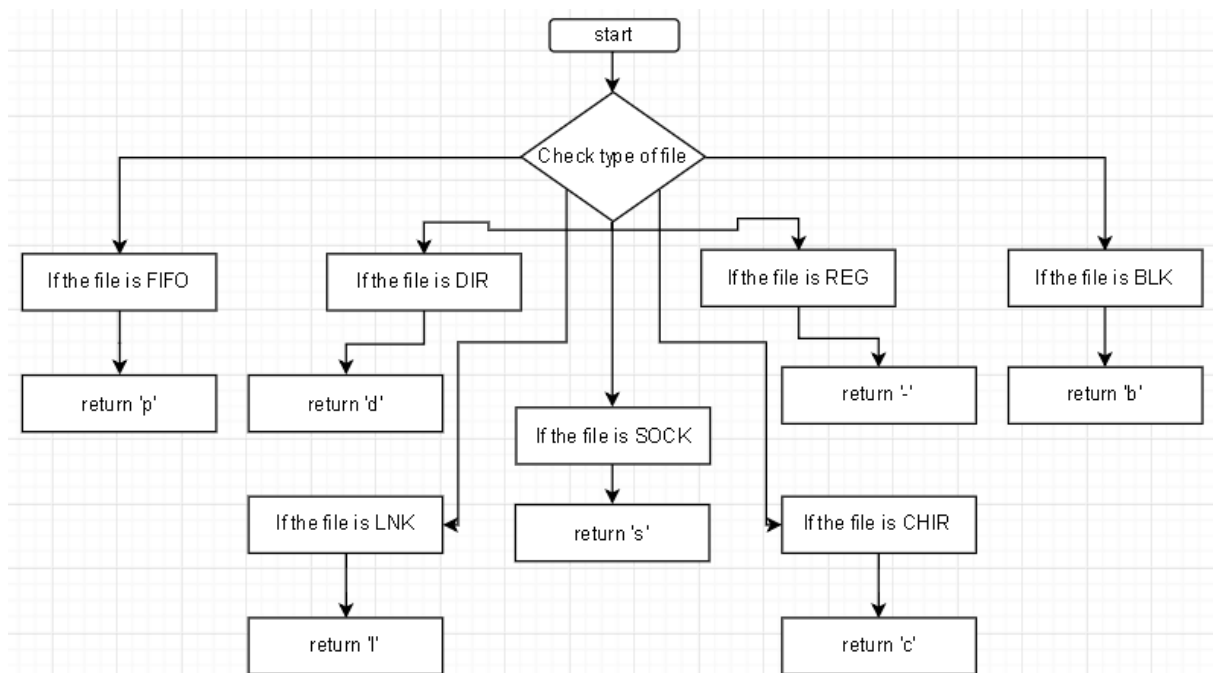 start
Check type of file
If the file is FIFO
If the file is DIR
If the file is REG
If the file is BLK
return 'p'
return 'd'
return '-'
return 'b'
If the file is SOCK
If the file is LNK
return 's'
If the file is CHIR
return 'l'
return 'c'